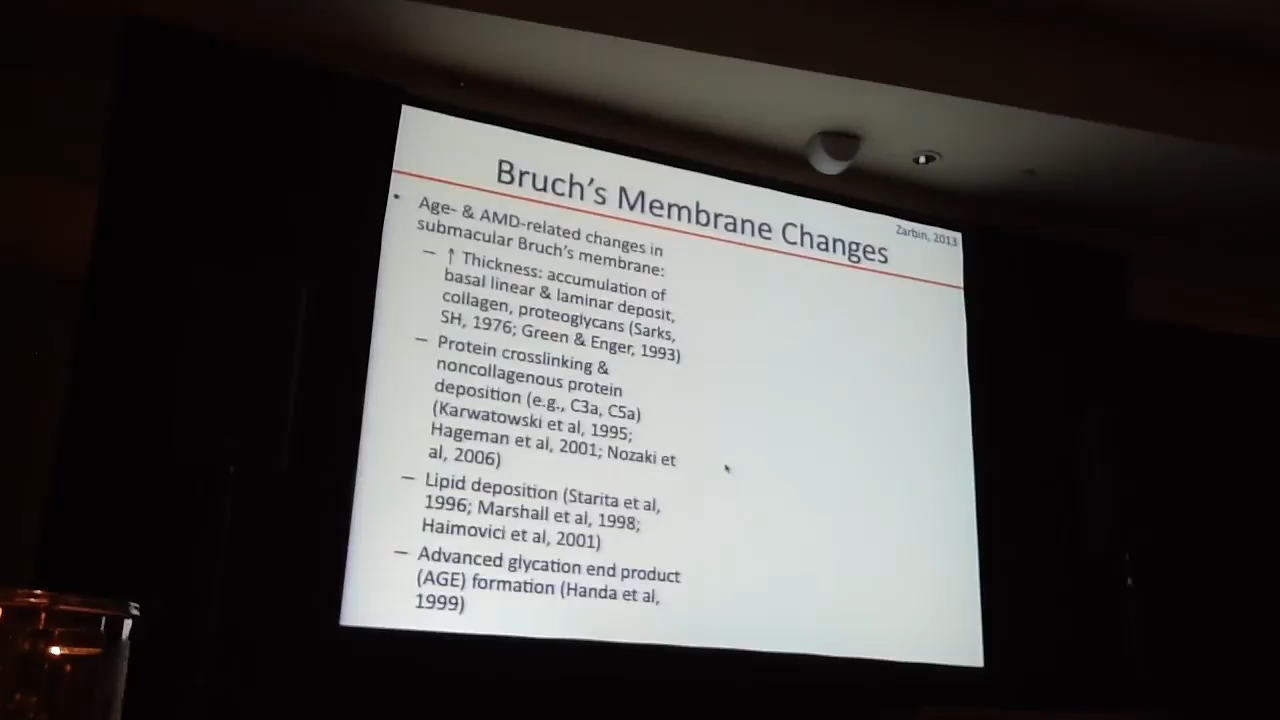 Bruch's Membrane Changes
Zarbin, 2013
• Age- & AMD-related changes in
submacular Bruch's membrane:
– ↑ Thickness: accumulation of
basal linear & laminar deposit,
collagen, proteoglycans (Sarks,
SH, 1976; Green & Enger, 1993)
– Protein crosslinking &
noncollagenous protein
deposition (e.g., C3a, C5a)
(Karwatowski et al, 1995;
Hageman et al, 2001; Nozaki et
al, 2006)
– Lipid deposition (Starita et al,
1996; Marshall et al, 1998;
Haimovici et al, 2001)
– Advanced glycation end product
(AGE) formation (Handa et al,
1999)